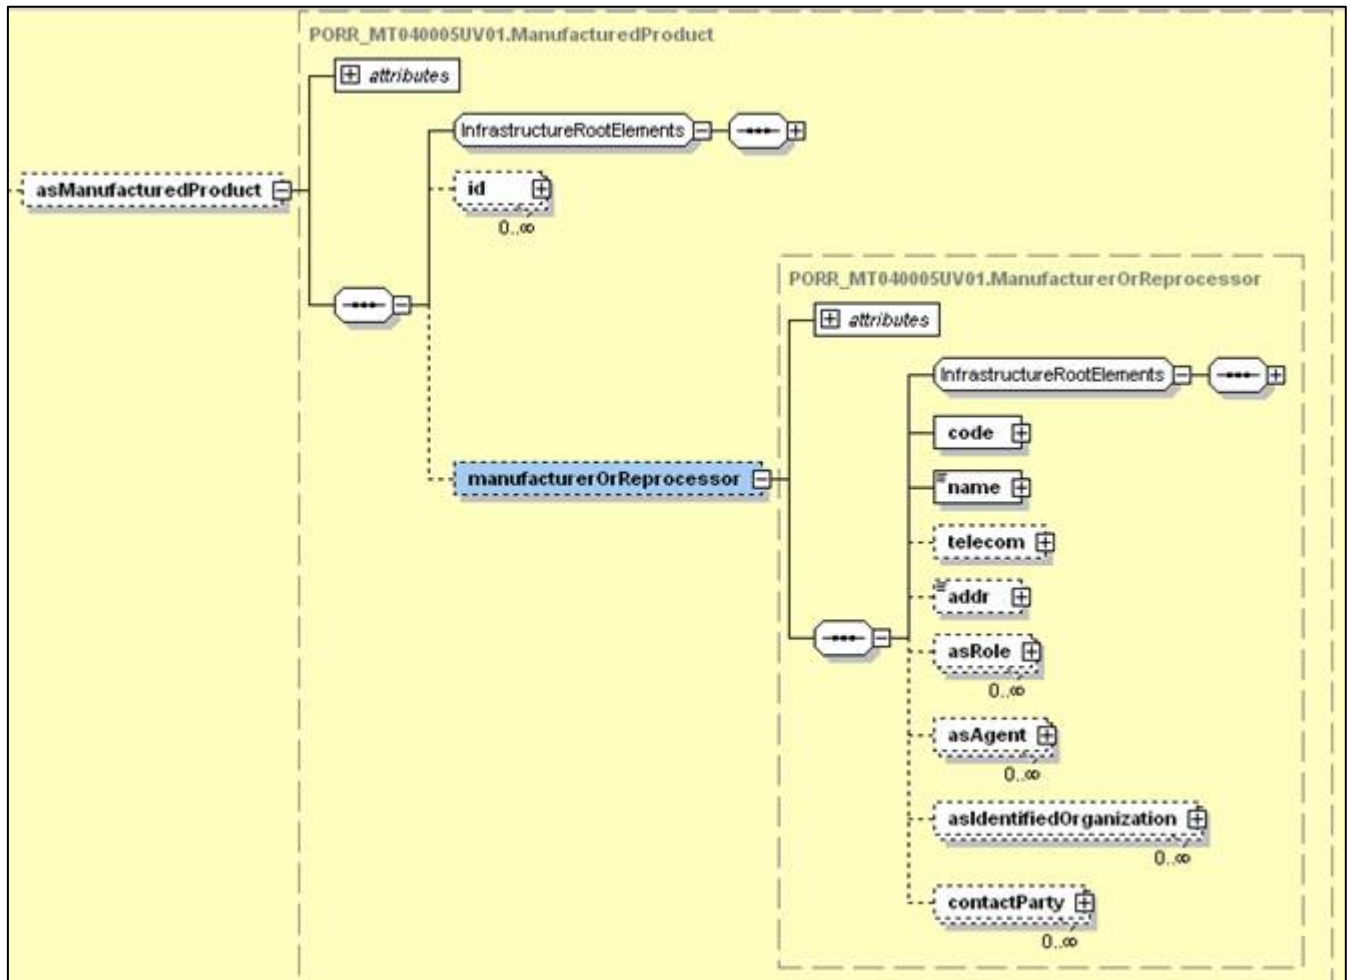 PORR_MT040005UV01.ManufacturedProduct
attributes
InfrastructureRootElements
asManufacturedProduct
id
0..∞
PORR_MT040005UV01.ManufacturerOrReprocessor
attributes
InfrastructureRootElements
code
manufacturerOrReprocessor
name
telecom
addr
asRole
0..∞
asAgent
0..∞
asIdentifiedOrganization
0..∞
contactParty
0..∞